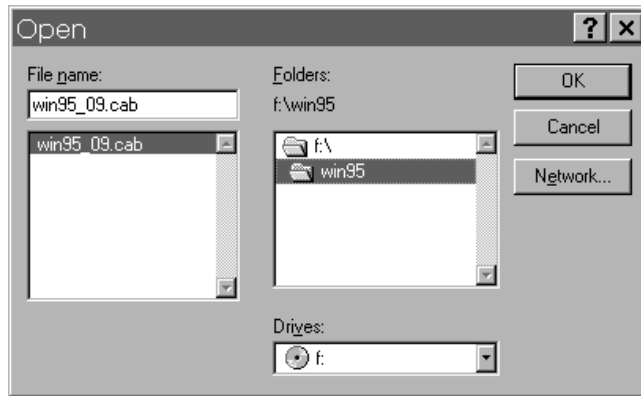 Open
File name:
win95_09.cab
win95_09.cab
Folders:
f:\win95
f:\
win95
Drives:
f:
OK
Cancel
Network...